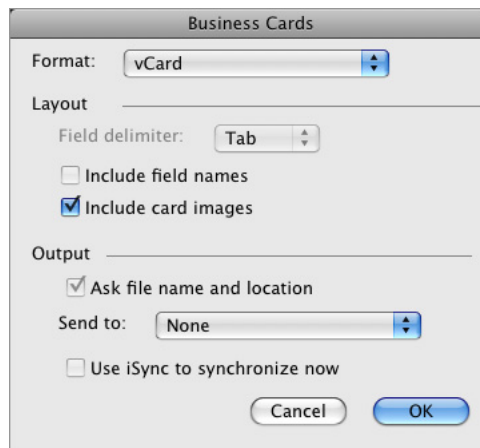 Business Cards
Format: vCard
Layout
Field delimiter: Tab
Include field names
Include card images
Output
Ask file name and location
Send to: None
Use iSync to synchronize now
Cancel OK